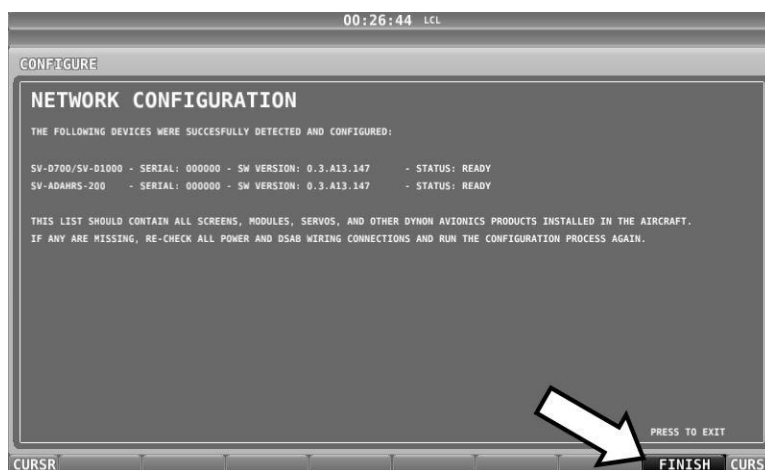 00:26:44 LCL
CONFIGURE
NETWORK CONFIGURATION
THE FOLLOWING DEVICES WERE SUCCESFULLY DETECTED AND CONFIGURED:
SV-D700/SV-D1000 - SERIAL: 000000 - SW VERSION: 0.3.A13.147 - STATUS: READY
SV-ADAHRS-200 - SERIAL: 000000 - SW VERSION: 0.3.A13.147 - STATUS: READY
THIS LIST SHOULD CONTAIN ALL SCREENS, MODULES, SERVOS, AND OTHER DYNON AVIONICS PRODUCTS INSTALLED IN THE AIRCRAFT.
IF ANY ARE MISSING, RE-CHECK ALL POWER AND DSAB WIRING CONNECTIONS AND RUN THE CONFIGURATION PROCESS AGAIN.
PRESS TO EXIT
CURSR FINISH CURS